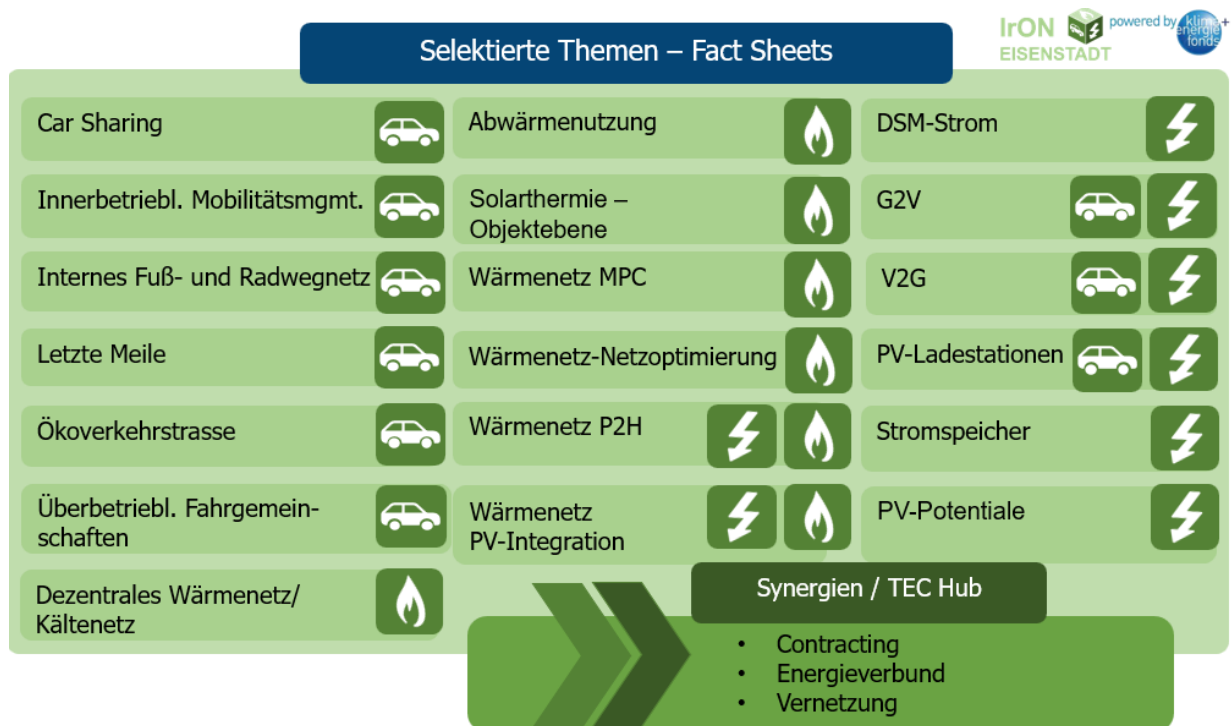 Selektierte Themen – Fact Sheets
IrON
EISENSTADT
powered by
klima+
energie
fonds
Car Sharing
Innerbetriebl. Mobilitätsmgmt.
Internes Fuß- und Radwegnetz
Letzte Meile
Ökoverkehrstrasse
Überbetriebl. Fahrgemein-
schaften
Dezentrales Wärmenetz/
Kältenetz
Abwärmenutzung
Solarthermie –
Objektebene
Wärmenetz MPC
Wärmenetz-Netzoptimierung
Wärmenetz P2H
Wärmenetz
PV-Integration
DSM-Strom
G2V
V2G
PV-Ladestationen
Stromspeicher
PV-Potentiale
Synergien / TEC Hub
• Contracting
• Energieverbund
• Vernetzung